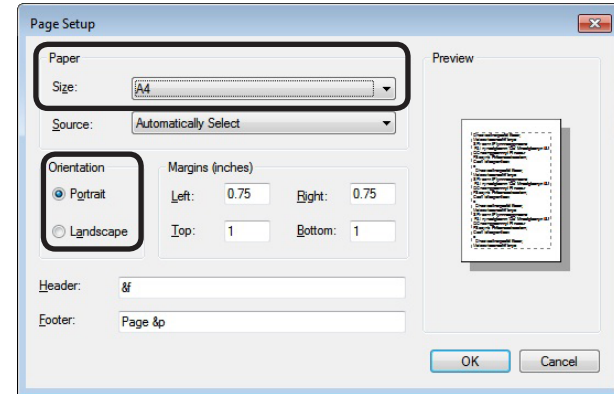 Page Setup
Paper
Size: A4
Source: Automatically Select
Orientation
Portrait
Landscape
Margins (inches)
Left: 0.75 Right: 0.75
Top: 1 Bottom: 1
Header: &f
Footer: Page &p
Preview
OK Cancel